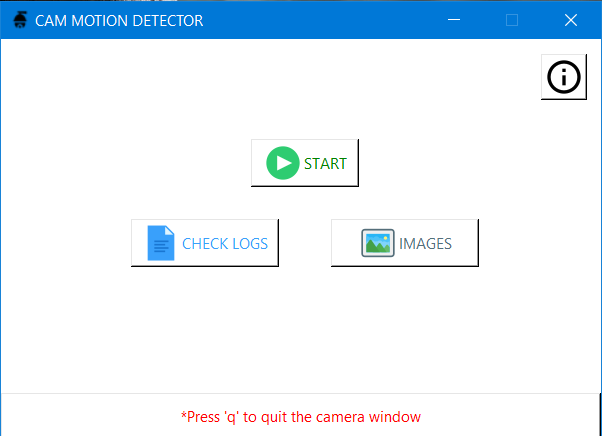 CAM MOTION DETECTOR
START
CHECK LOGS
IMAGES
*Press 'q' to quit the camera window